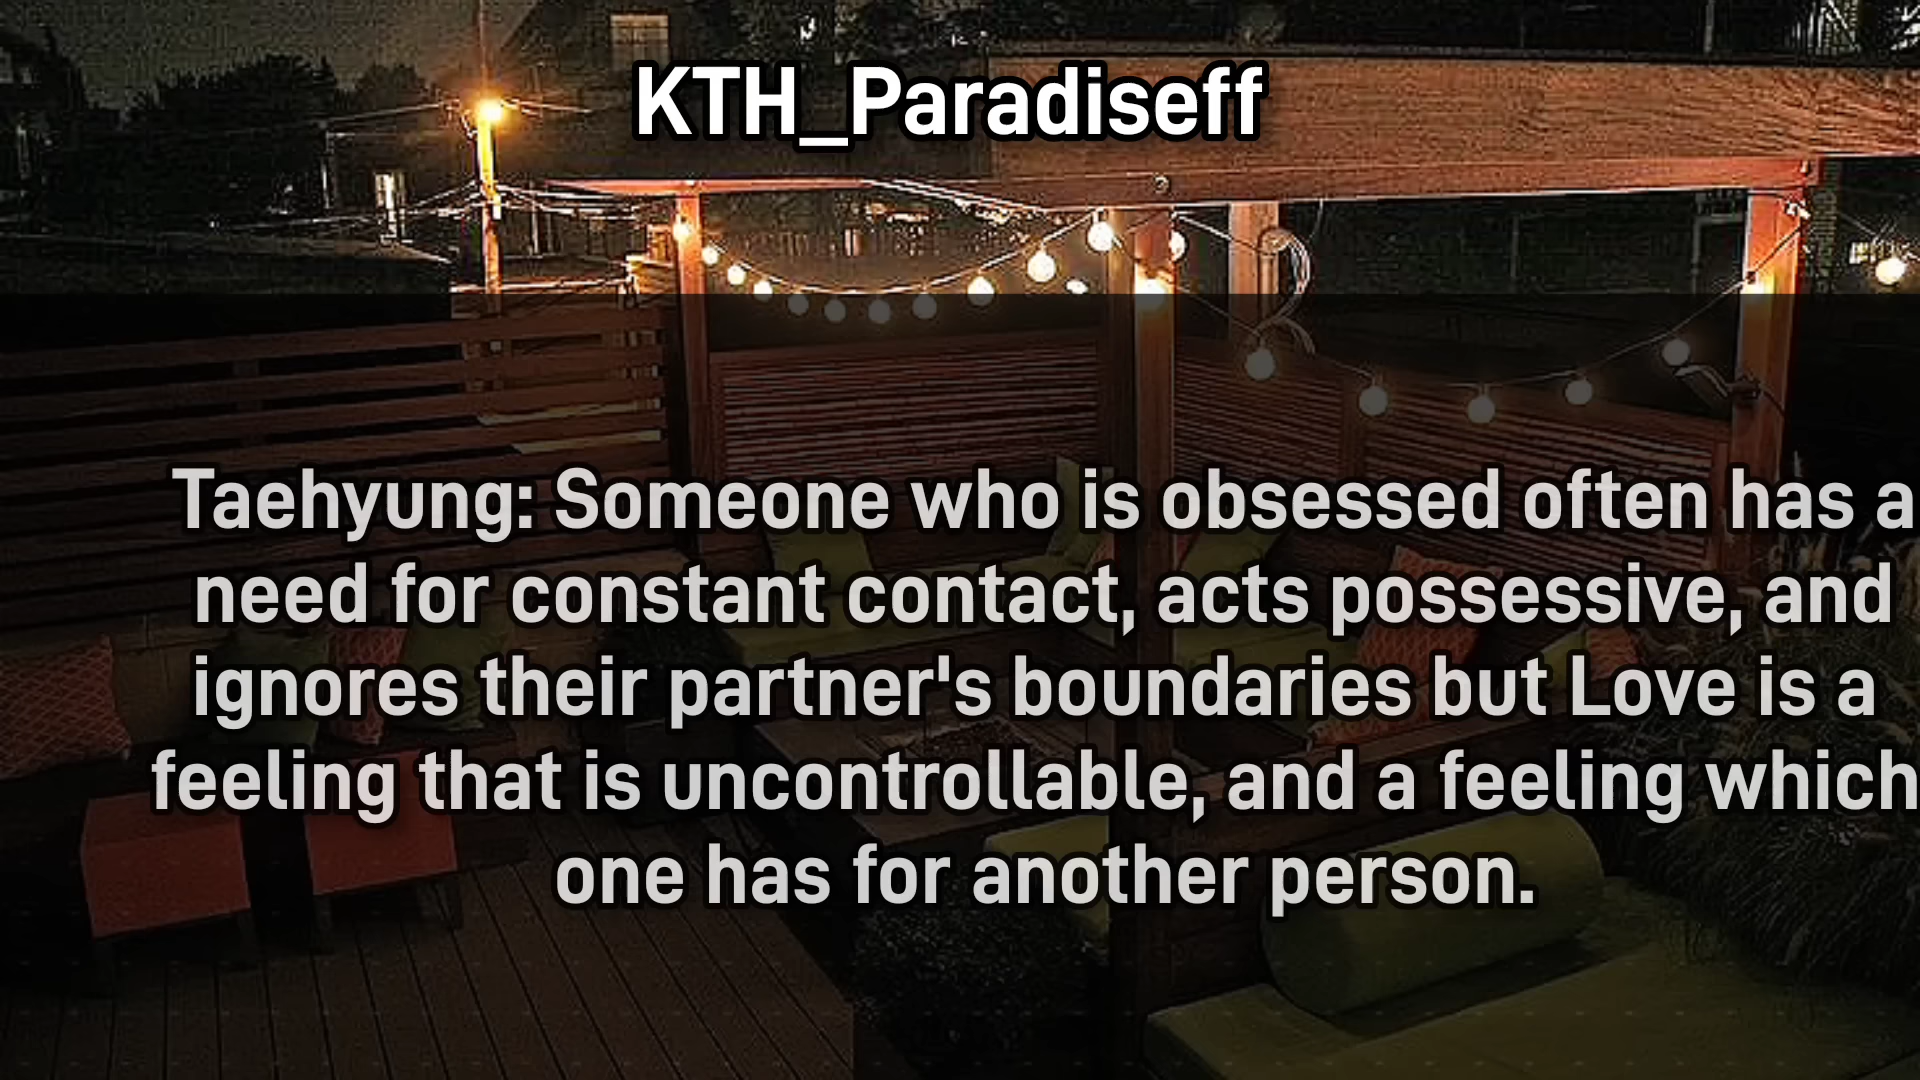 KTH_Paradiseff
Taehyung: Someone who is obsessed often has a
need for constant contact, acts possessive, and
ignores their partner's boundaries but Love is a
feeling that is uncontrollable, and a feeling which
one has for another person.